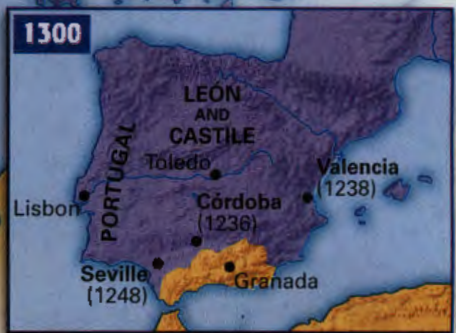 1300
LEÓN
AND
CASTILE
PORTUGAL
Toledo
Valencia
(1238)
Lisbon
Córdoba
(1236)
Seville
(1248)
Granada